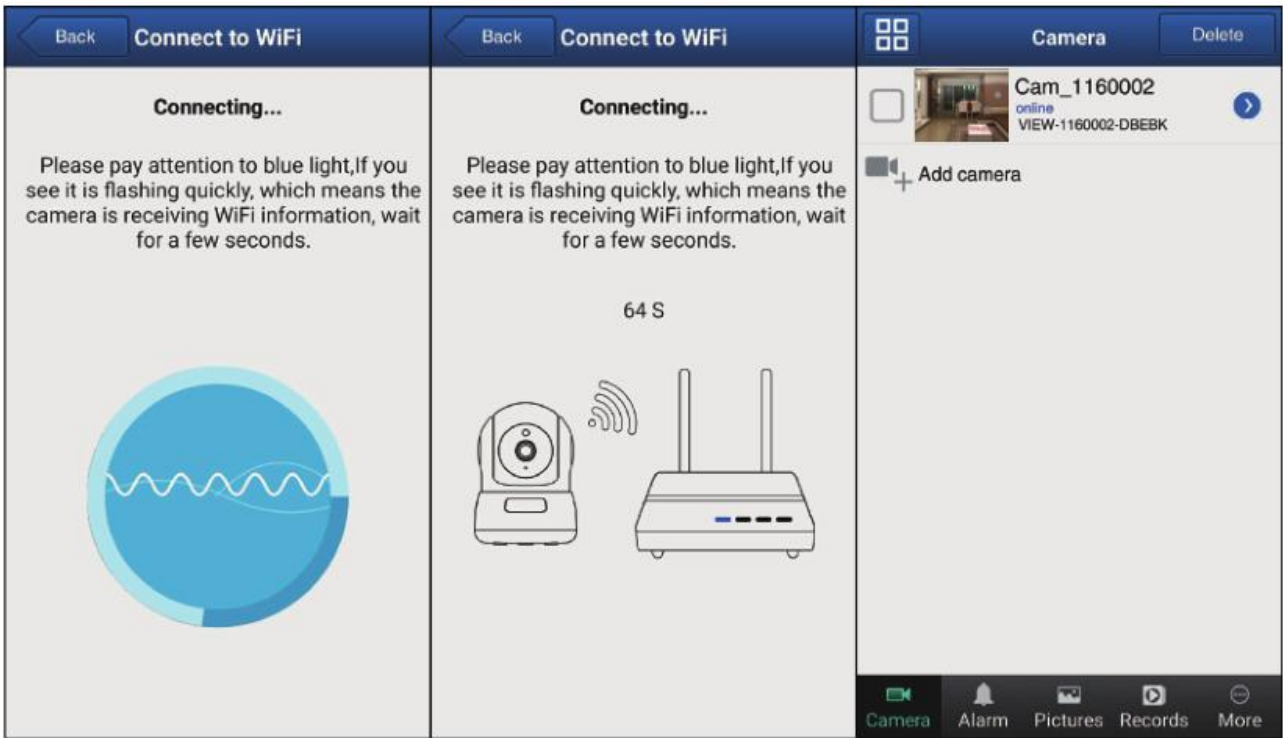 Back
Connect to WiFi
Connecting...
Please pay attention to blue light,If you
see it is flashing quickly, which means the
camera is receiving WiFi information, wait
for a few seconds.
Back
Connect to WiFi
Connecting...
Please pay attention to blue light,If you
see it is flashing quickly, which means the
camera is receiving WiFi information, wait
for a few seconds.
64 S
Camera
Delete
Cam_1160002
online
VIEW-1160002-DBEBK
Add camera
Camera
Alarm
Pictures
Records
More